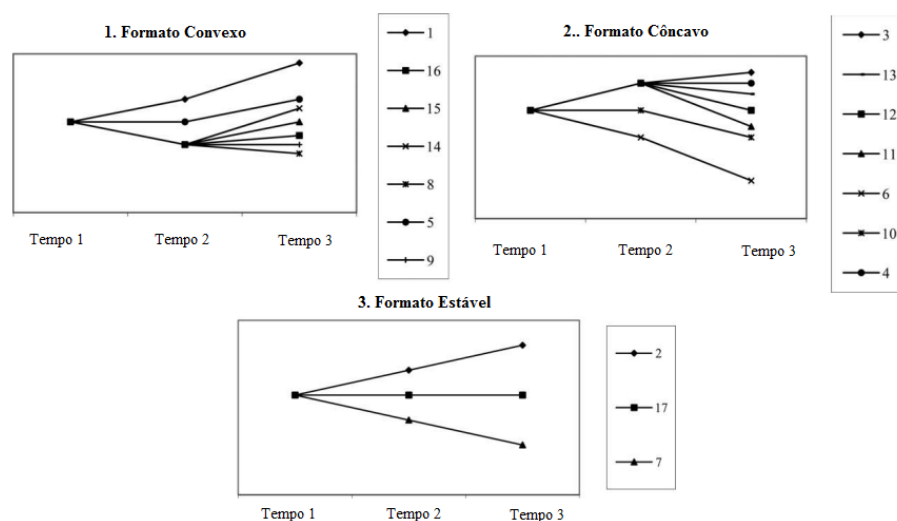 1. Formato Convexo
1
16
15
14
8
5
9
Tempo 1
Tempo 2
Tempo 3
2.. Formato Côncavo
3
13
12
11
6
10
4
Tempo 1
Tempo 2
Tempo 3
3. Formato Estável
2
17
7
Tempo 1
Tempo 2
Tempo 3